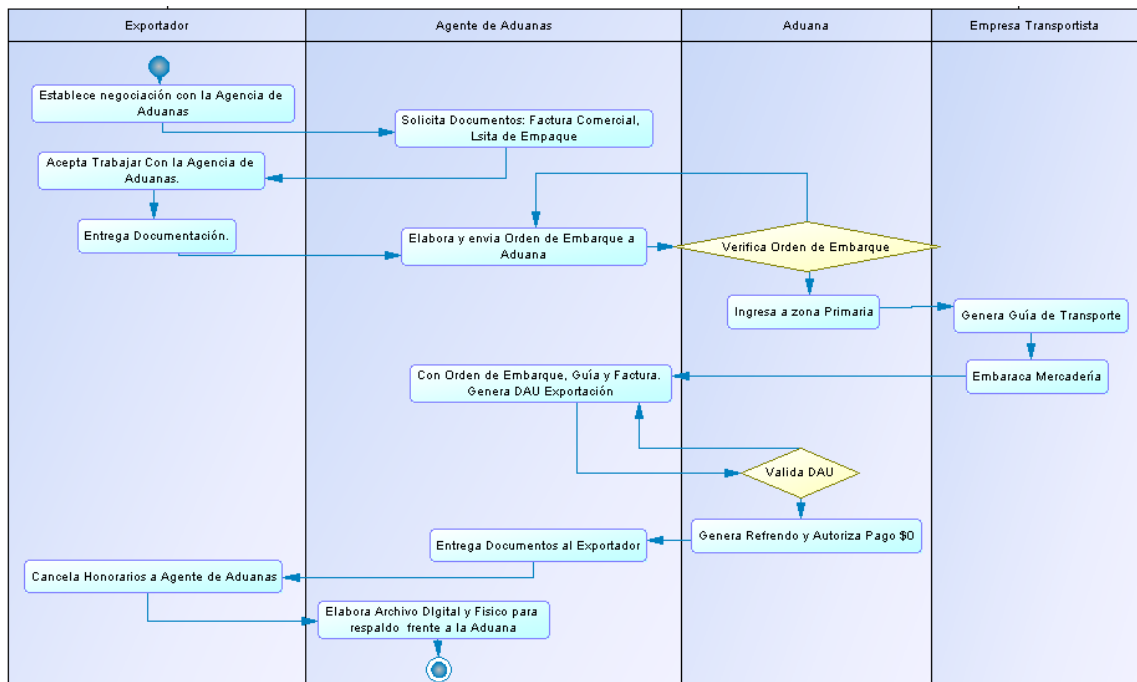 Exportador
Agente de Aduanas
Aduana
Empresa Transportista
Establece negociación con la Agencia de
Aduanas
Solicita Documentos: Factura Comercial,
Lsita de Empaque
Acepta Trabajar Con la Agencia de
Aduanas.
Entrega Documentación.
Elabora y envia Orden de Embarque a
Aduana
Verifica Orden de Embarque
Ingresa a zona Primaria
Genera Guía de Transporte
Embaraca Mercadería
Con Orden de Embarque, Guía y Factura.
Genera DAU Exportación
Valida DAU
Genera Refrendo y Autoriza Pago $0
Entrega Documentos al Exportador
Cancela Honorarios a Agente de Aduanas
Elabora Archivo DIgital y Fisico para
respaldo frente a la Aduana